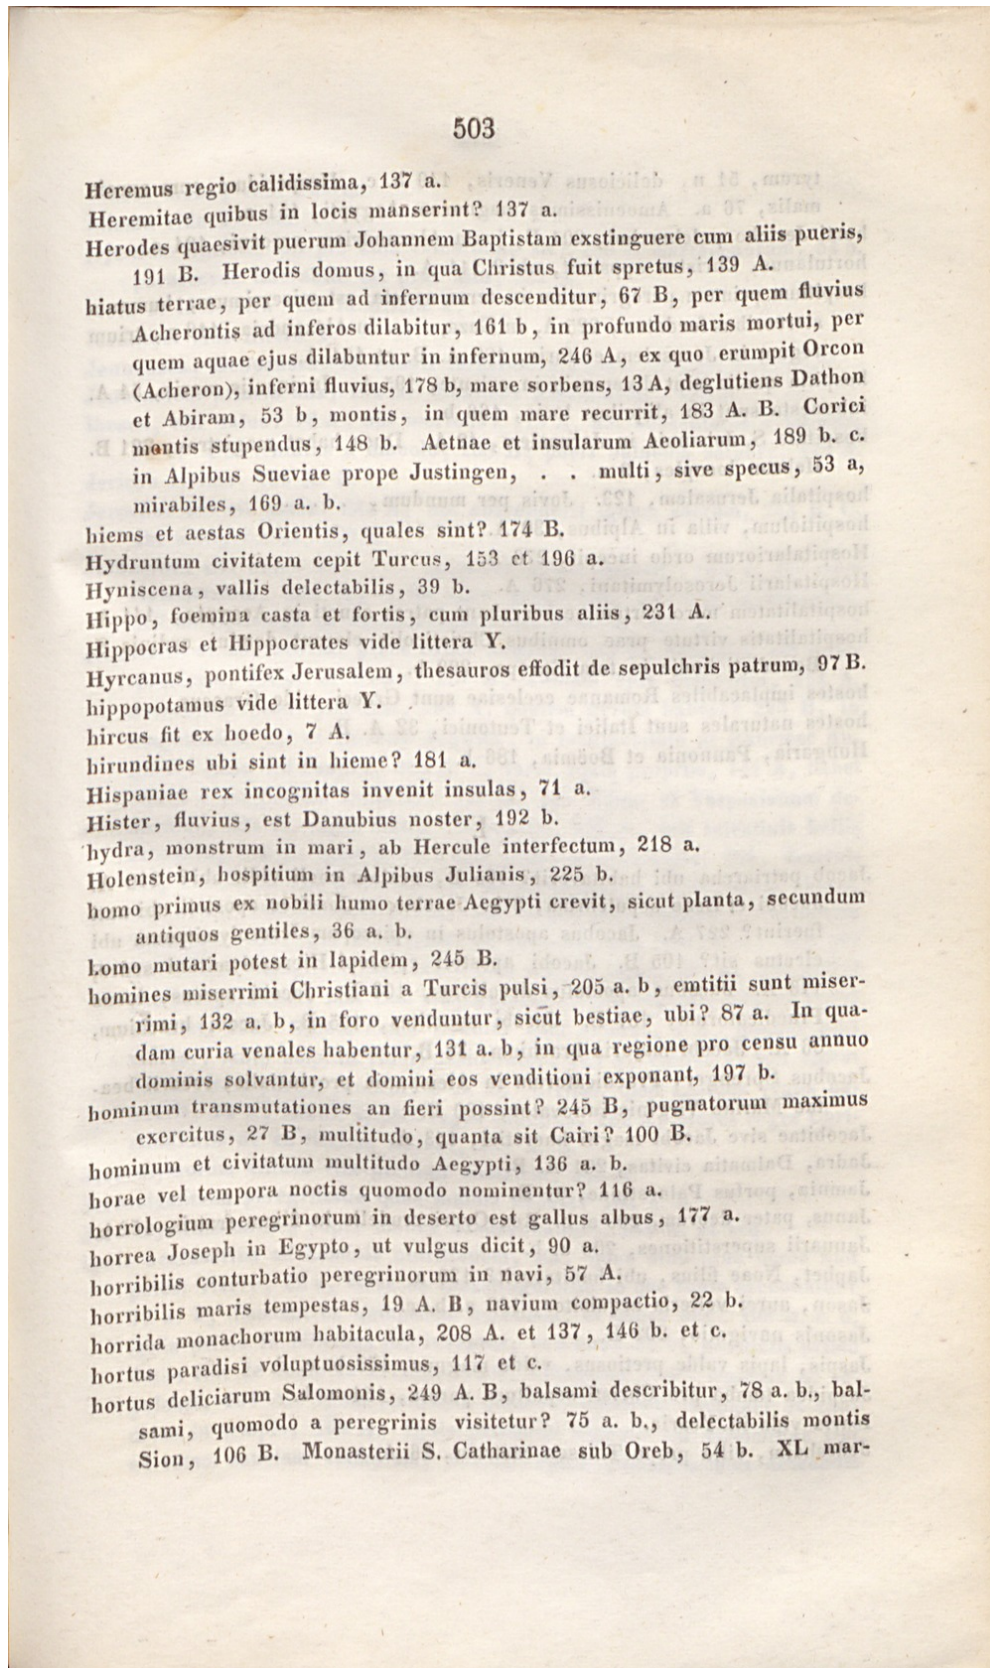 503
Heremus regio calidissima, 137 a.
Heremitae quibus in locis manserint? 137 a.
Herodes quaesivit puerum Johannem Baptistam exstinguere cum aliis pueris,
191 B. Herodis domus, in qua Christus fuit spretus, 139 A.
hiatus terrae, per quem ad infernum descenditur, 67 B, per quem fluvius
Acherontis ad inferos dilabitur, 161 b, in profundo maris mortui, per
quem aquae ejus dilabuntur in infernum, 246 A, ex quo erumpit Orcon
(Acheron), inferni fluvius, 178 b, mare sorbens, 13 A, deglutiens Dathon
et Abiram, 53 b, montis, in quem mare recurrit, 183 A. B. Corici
montis stupendus, 148 b. Aetnae et insularum Aeoliarum, 189 b. c.
in Alpibus Sueviae prope Justingen, . . multi, sive specus, 53 a,
mirabiles, 169 a. b.
hiems et aestas Orientis, quales sint? 174 B.
Hydruntum civitatem cepit Turcus, 153 et 196 a.
Hyniscena, vallis delectabilis, 39 b.
Hippo, foemina casta et fortis, cum pluribus aliis, 231 A.
Hippocras et Hippocrates vide littera Y.
Hyrcanus, pontifex Jerusalem, thesauros effodit de sepulchris patrum, 97 B.
hippopotamus vide littera Y.
hircus fit ex hoedo, 7 A.
hirundines ubi sint in hieme? 181 a.
Hispaniae rex incognitas invenit insulas, 71 a.
Hister, fluvius, est Danubius noster, 192 b.
hydra, monstrum in mari, ab Hercule interfectum, 218 a.
Holenstein, hospitium in Alpibus Julianis, 225 b.
homo primus ex nobili humo terrae Aegypti crevit, sicut planta, secundum
antiquos gentiles, 36 a. b.
homo mutari potest in lapidem, 245 B.
homines miserrimi Christiani a Turcis pulsi, 205 a. b, emtitii sunt miser-
rimi, 132 a. b, in foro venduntur, sicut bestiae, ubi? 87 a. In qua-
dam curia venales habentur, 131 a. b, in qua regione pro censu annuo
dominis solvantur, et domini eos venditioni exponant, 197 b.
hominum transmutationes an fieri possint? 245 B, pugnatorum maximus
exercitus, 27 B, multitudo, quanta sit Cairi? 100 B.
hominum et civitatum multitudo Aegypti, 136 a. b.
horae vel tempora noctis quomodo nominentur? 116 a.
horrologium peregrinorum in deserto est gallus albus, 177 a.
horrea Joseph in Egypto, ut vulgus dicit, 90 a.
horribilis conturbatio peregrinorum in navi, 57 A.
horribilis maris tempestas, 19 A. B, navium compactio, 22 b.
horrida monachorum habitacula, 208 A. et 137, 146 b. et c.
hortus paradisi voluptuosissimus, 117 et c.
hortus deliciarum Salomonis, 249 A. B, balsami describitur, 78 a. b., bal-
sami, quomodo a peregrinis visitetur? 75 a. b., delectabilis montis
Sion, 106 B. Monasterii S. Catharinae sub Oreb, 54 b. XL mar-